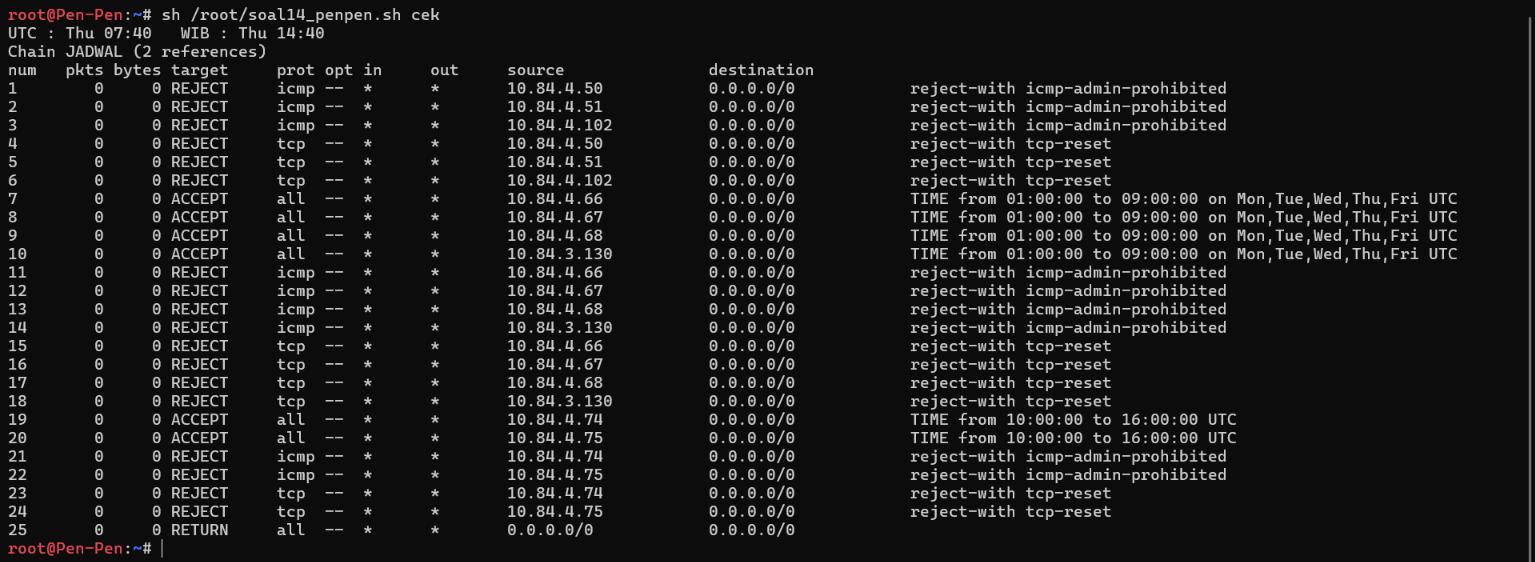 root@Pen-Pen:~# sh /root/soal14_penpen.sh cek
UTC : Thu 07:40   WIB : Thu 14:40
Chain JADWAL (2 references)
num   pkts bytes target     prot opt in     out     source               destination
1        0     0 REJECT     icmp --  *      *       10.84.4.50           0.0.0.0/0            reject-with icmp-admin-prohibited
2        0     0 REJECT     icmp --  *      *       10.84.4.51           0.0.0.0/0            reject-with icmp-admin-prohibited
3        0     0 REJECT     icmp --  *      *       10.84.4.102          0.0.0.0/0            reject-with icmp-admin-prohibited
4        0     0 REJECT     tcp  --  *      *       10.84.4.50           0.0.0.0/0            reject-with tcp-reset
5        0     0 REJECT     tcp  --  *      *       10.84.4.51           0.0.0.0/0            reject-with tcp-reset
6        0     0 REJECT     tcp  --  *      *       10.84.4.102          0.0.0.0/0            reject-with tcp-reset
7        0     0 ACCEPT     all  --  *      *       10.84.4.66           0.0.0.0/0            TIME from 01:00:00 to 09:00:00 on Mon,Tue,Wed,Thu,Fri UTC
8        0     0 ACCEPT     all  --  *      *       10.84.4.67           0.0.0.0/0            TIME from 01:00:00 to 09:00:00 on Mon,Tue,Wed,Thu,Fri UTC
9        0     0 ACCEPT     all  --  *      *       10.84.4.68           0.0.0.0/0            TIME from 01:00:00 to 09:00:00 on Mon,Tue,Wed,Thu,Fri UTC
10       0     0 ACCEPT     all  --  *      *       10.84.3.130          0.0.0.0/0            TIME from 01:00:00 to 09:00:00 on Mon,Tue,Wed,Thu,Fri UTC
11       0     0 REJECT     icmp --  *      *       10.84.4.66           0.0.0.0/0            reject-with icmp-admin-prohibited
12       0     0 REJECT     icmp --  *      *       10.84.4.67           0.0.0.0/0            reject-with icmp-admin-prohibited
13       0     0 REJECT     icmp --  *      *       10.84.4.68           0.0.0.0/0            reject-with icmp-admin-prohibited
14       0     0 REJECT     icmp --  *      *       10.84.3.130          0.0.0.0/0            reject-with icmp-admin-prohibited
15       0     0 REJECT     tcp  --  *      *       10.84.4.66           0.0.0.0/0            reject-with tcp-reset
16       0     0 REJECT     tcp  --  *      *       10.84.4.67           0.0.0.0/0            reject-with tcp-reset
17       0     0 REJECT     tcp  --  *      *       10.84.4.68           0.0.0.0/0            reject-with tcp-reset
18       0     0 REJECT     tcp  --  *      *       10.84.3.130          0.0.0.0/0            reject-with tcp-reset
19       0     0 ACCEPT     all  --  *      *       10.84.4.74           0.0.0.0/0            TIME from 10:00:00 to 16:00:00 UTC
20       0     0 ACCEPT     all  --  *      *       10.84.4.75           0.0.0.0/0            TIME from 10:00:00 to 16:00:00 UTC
21       0     0 REJECT     icmp --  *      *       10.84.4.74           0.0.0.0/0            reject-with icmp-admin-prohibited
22       0     0 REJECT     icmp --  *      *       10.84.4.75           0.0.0.0/0            reject-with icmp-admin-prohibited
23       0     0 REJECT     tcp  --  *      *       10.84.4.74           0.0.0.0/0            reject-with tcp-reset
24       0     0 REJECT     tcp  --  *      *       10.84.4.75           0.0.0.0/0            reject-with tcp-reset
25       0     0 RETURN     all  --  *      *       0.0.0.0/0            0.0.0.0/0
root@Pen-Pen:~#